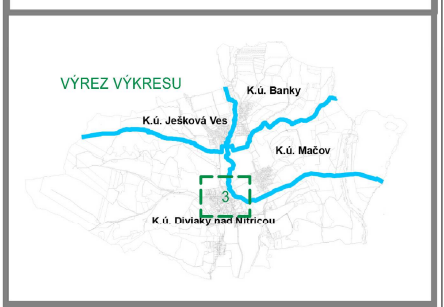 VÝREZ VÝKRESU
K.ú. Banky
K.ú. Ješková Ves
K.ú. Mačov
3
K.ú. Diviaky nad Nitricou